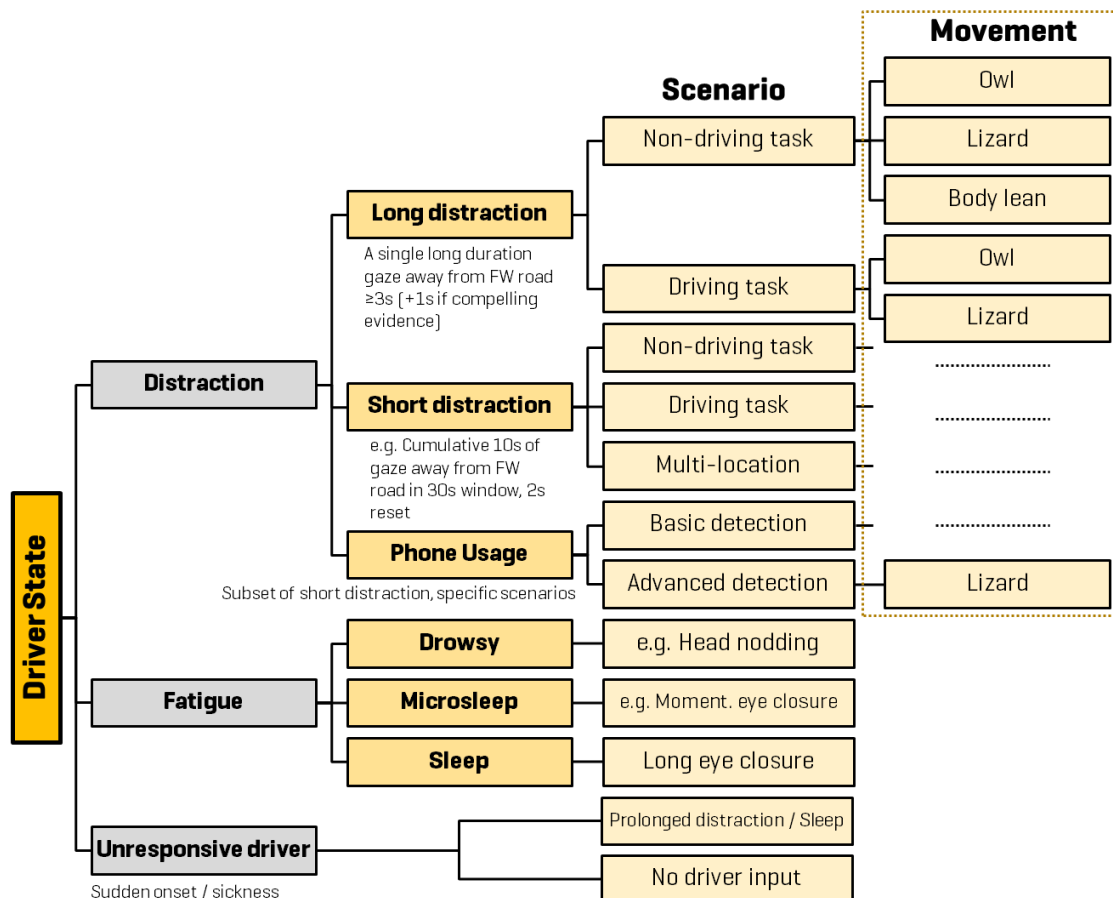 Movement
Owl
Scenario
Non-driving task
Lizard
Long distraction
Body lean
A single long duration
gaze away from FW road
≥3s (+1s if compelling
evidence)
Owl
Driving task
Lizard
Non-driving task
....................
Distraction
Short distraction
Driving task
....................
e.g. Cumulative 10s of
gaze away from FW
road in 30s window, 2s
reset
Multi-location
....................
Basic detection
....................
Phone Usage
Subset of short distraction, specific scenarios
Advanced detection
Lizard
Driver State
Drowsy
e.g. Head nodding
Fatigue
Microsleep
e.g. Moment. eye closure
Sleep
Long eye closure
Prolonged distraction / Sleep
Unresponsive driver
No driver input
Sudden onset / sickness